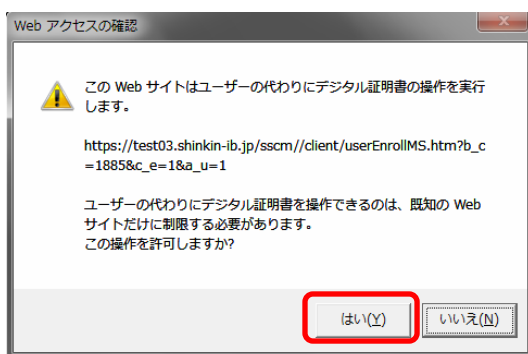 Web アクセスの確認
この Web サイトはユーザーの代わりにデジタル証明書の操作を実行
します。
https://test03.shinkin-ib.jp/sscm//client/userEnrollMS.htm?b_c
=1885&c_e=1&a_u=1
ユーザーの代わりにデジタル証明書を操作できるのは、既知の Web
サイトだけに制限する必要があります。
この操作を許可しますか?
はい(Y) いいえ(N)